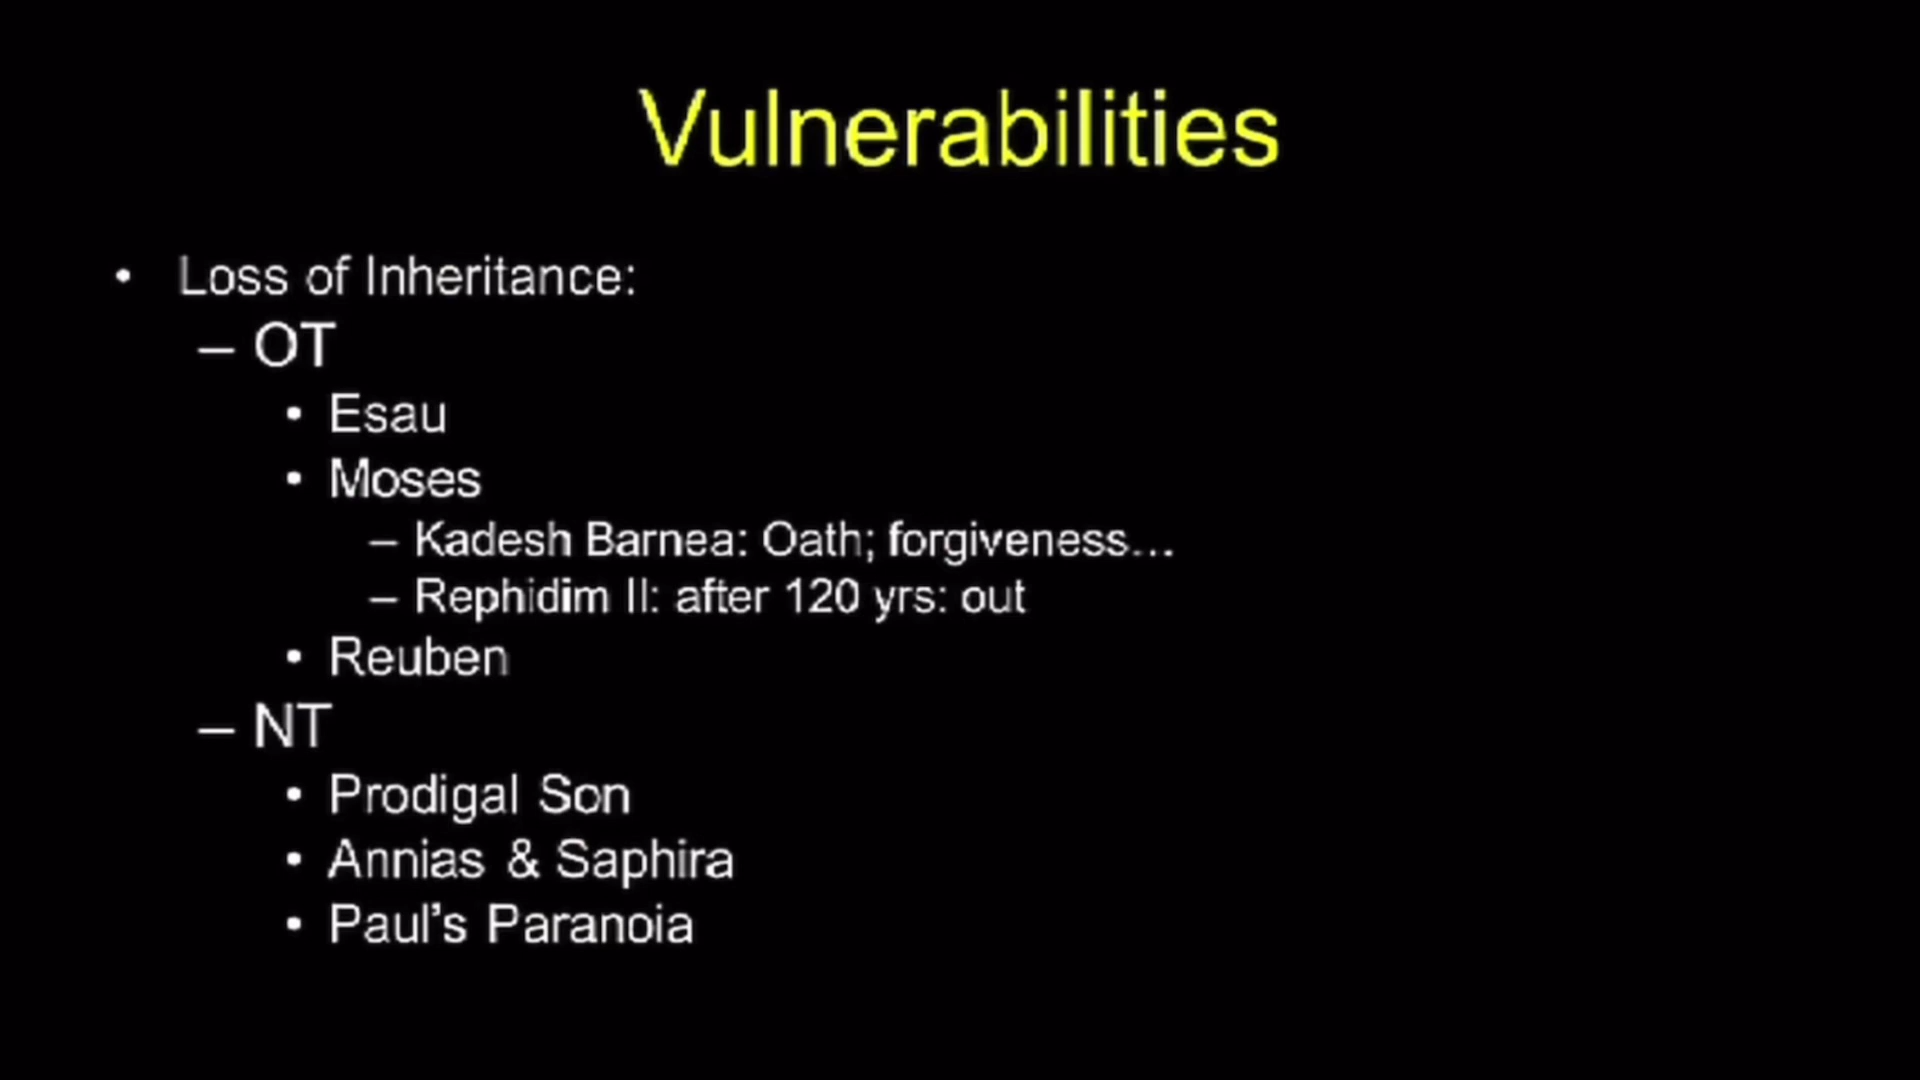 Vulnerabilities
• Loss of Inheritance:
– OT
• Esau
• Moses
– Kadesh Barnea: Oath; forgiveness…
– Rephidim II: after 120 yrs: out
• Reuben
– NT
• Prodigal Son
• Annias & Saphira
• Paul’s Paranoia